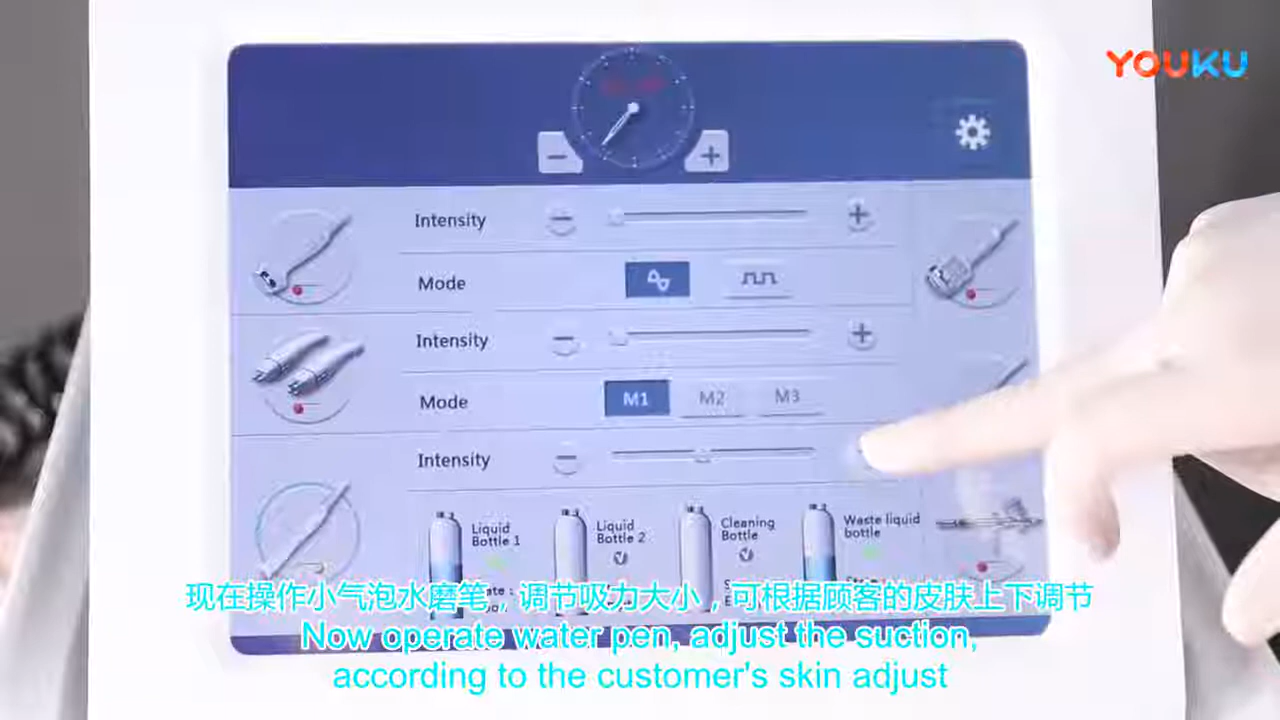 YOUKU
Intensity
Mode
Intensity
Mode
M1 M2 M3
Intensity
Liquid
Bottle 1
Liquid
Bottle 2
Cleaning
Bottle
Waste liquid
bottle
现在操作小气泡水磨笔，调节吸力大小，可根据顾客的皮肤上下调节
Now operate water pen, adjust the suction,
according to the customer's skin adjust